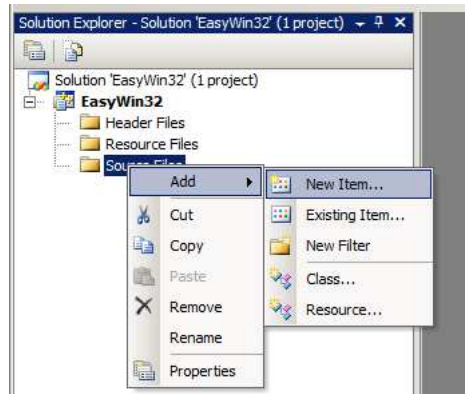 Solution Explorer - Solution 'EasyWin32' (1 project)
Solution 'EasyWin32' (1 project)
EasyWin32
Header Files
Resource Files
Source Files
Add
Cut
Copy
Paste
Remove
Rename
Properties
New Item...
Existing Item...
New Filter
Class...
Resource...